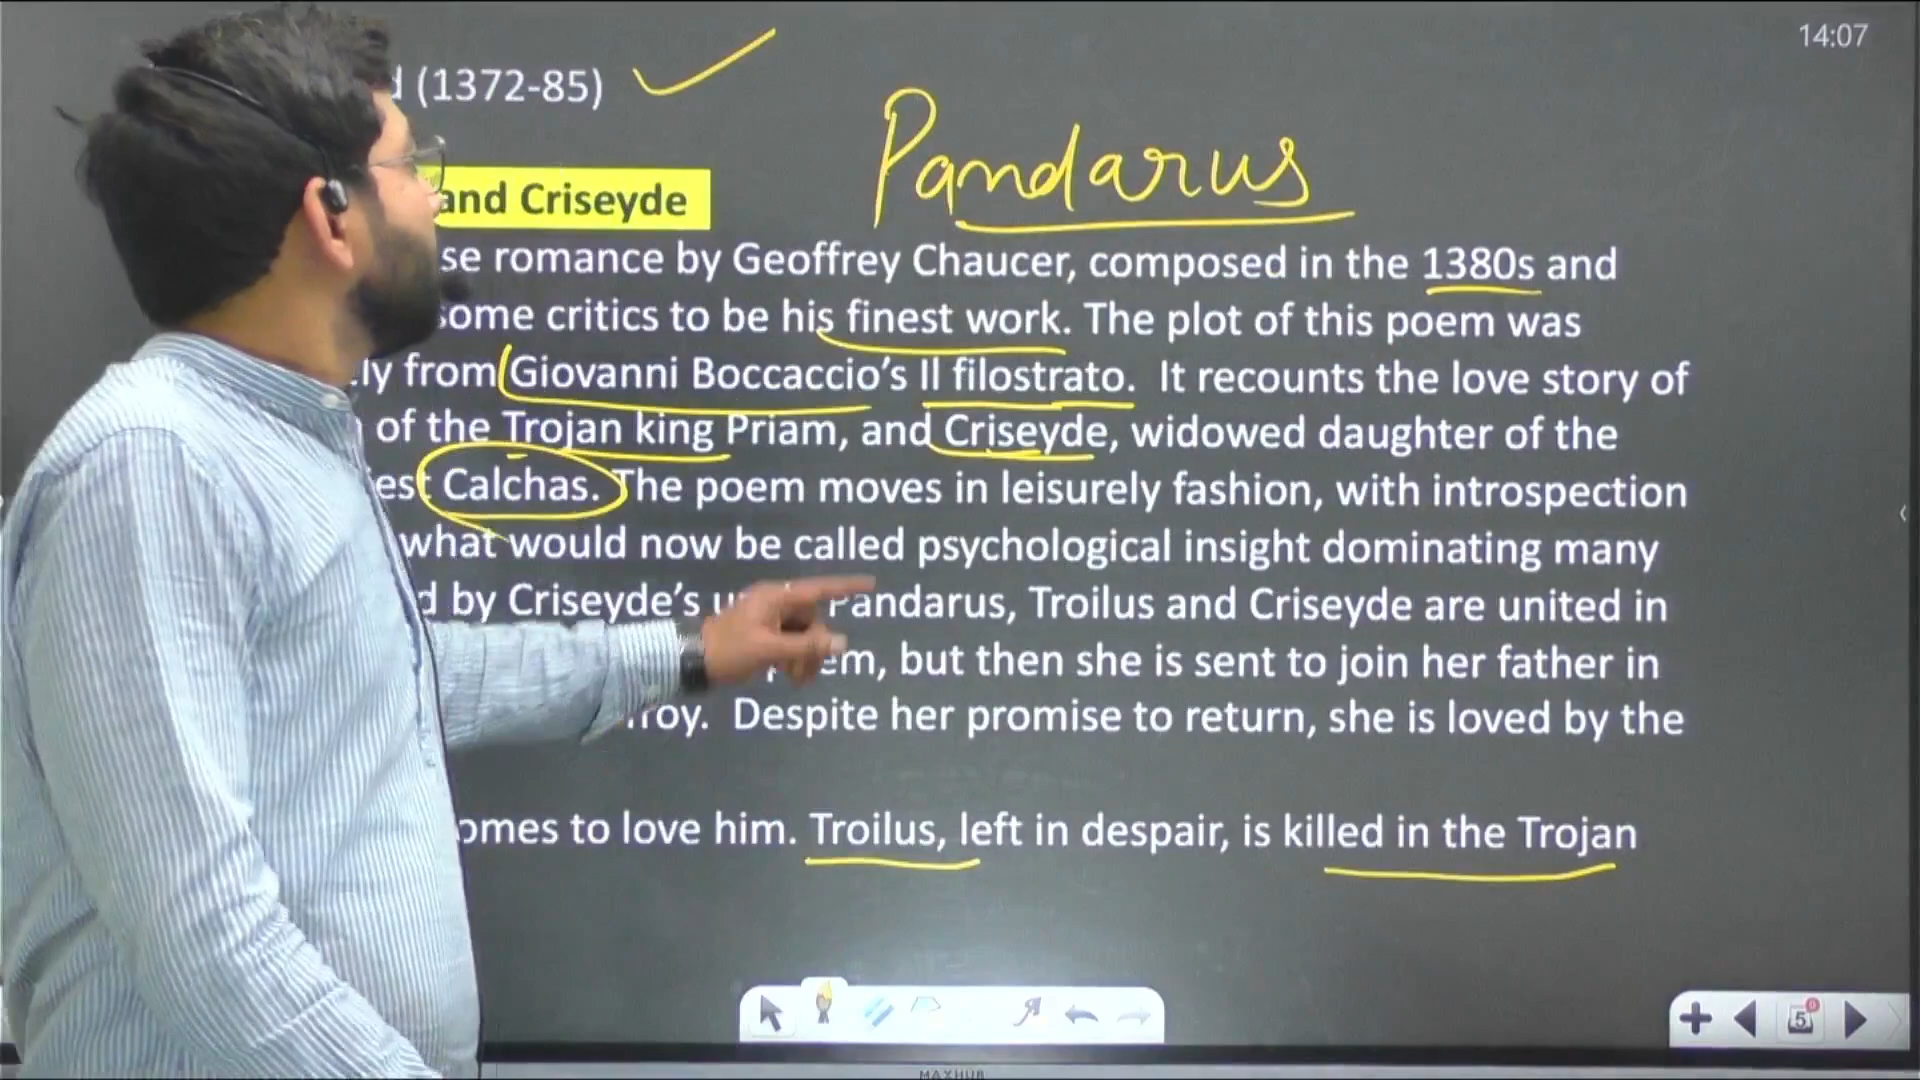 14:07
(1372-85)
Pandarus
and Criseyde
romance by Geoffrey Chaucer, composed in the 1380s and
some critics to be his finest work. The plot of this poem was
from Giovanni Boccaccio's Il filostrato. It recounts the love story of
of the Trojan king Priam, and Criseyde, widowed daughter of the
Calchas. The poem moves in leisurely fashion, with introspection
what would now be called psychological insight dominating many
by Criseyde's Pandarus, Troilus and Criseyde are united in
but then she is sent to join her father in
Troy. Despite her promise to return, she is loved by the
to love him. Troilus, left in despair, is killed in the Trojan
5
MAXHUB